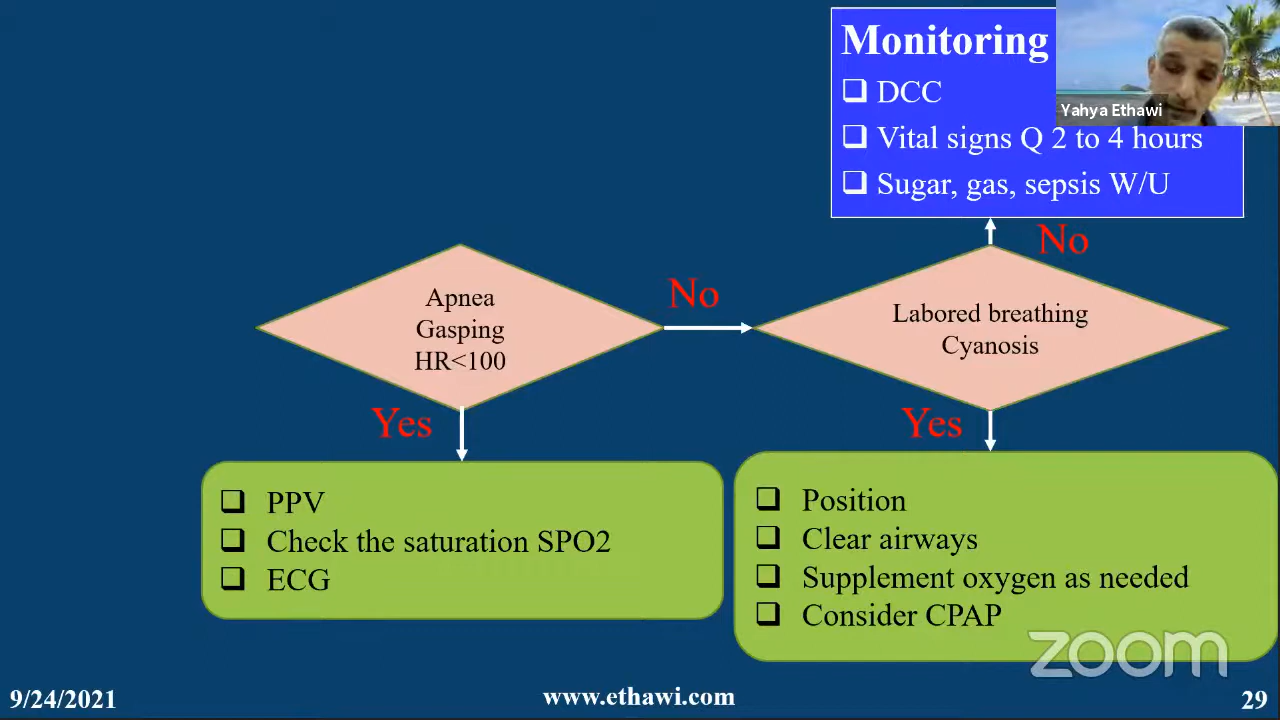 Monitoring
❑ DCC
❑ Vital signs Q 2 to 4 hours
❑ Sugar, gas, sepsis W/U
Yahya Ethawi
No
Apnea
Gasping
HR<100
No
Labored breathing
Cyanosis
Yes
❑ PPV
❑ Check the saturation SPO2
❑ ECG
Yes
❑ Position
❑ Clear airways
❑ Supplement oxygen as needed
❑ Consider CPAP
zoom
9/24/2021
www.ethawi.com
29